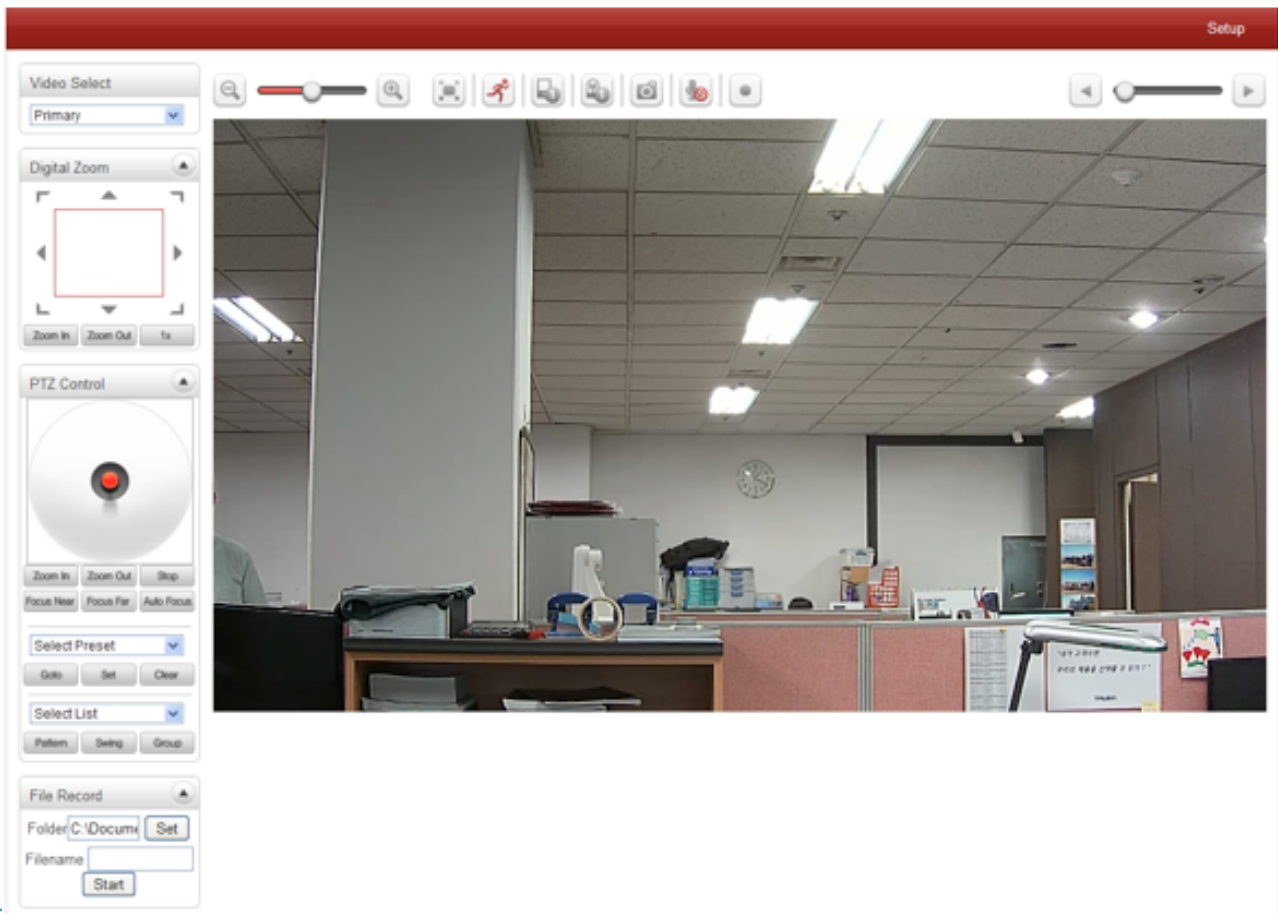 Setup
Video Select
Primary
Digital Zoom
Zoom In Zoom Out 1x
PTZ Control
Zoom In Zoom Out Stop
Focus Near Focus Far Auto Focus
Select Preset
Goto Set Clear
Select List
Pattern Swing Group
File Record
Folder C:\Docume Set
Filename
Start